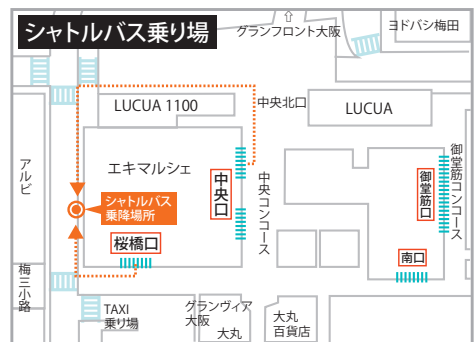 シャトルバス乗り場
グランフロント大阪
ヨドバシ梅田
LUCUA 1100
中央北口
LUCUA
アルビ
エキマルシェ
中央口
中央コンコース
御堂筋口
御堂筋コンコース
シャトルバス
乗降場所
桜橋口
南口
梅三小路
TAXI
乗り場
グランヴィア
大阪
大丸
大丸
百貨店